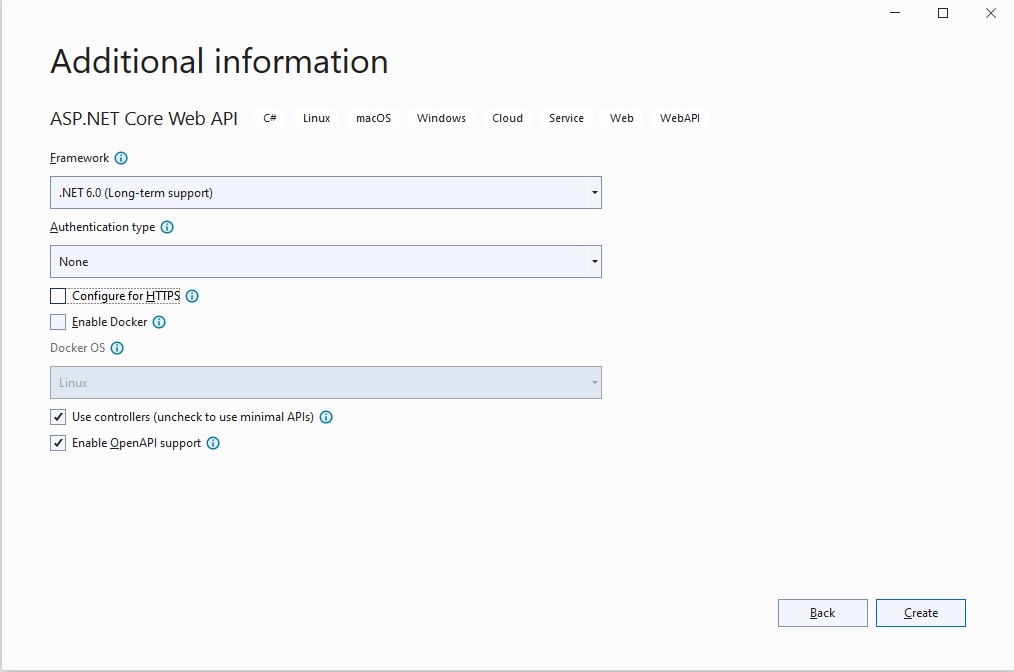 Additional information
ASP.NET Core Web API C# Linux macOS Windows Cloud Service Web WebAPI
Framework
.NET 6.0 (Long-term support)
Authentication type
None
Configure for HTTPS
Enable Docker
Docker OS
Linux
Use controllers (uncheck to use minimal APIs)
Enable OpenAPI support
Back Create